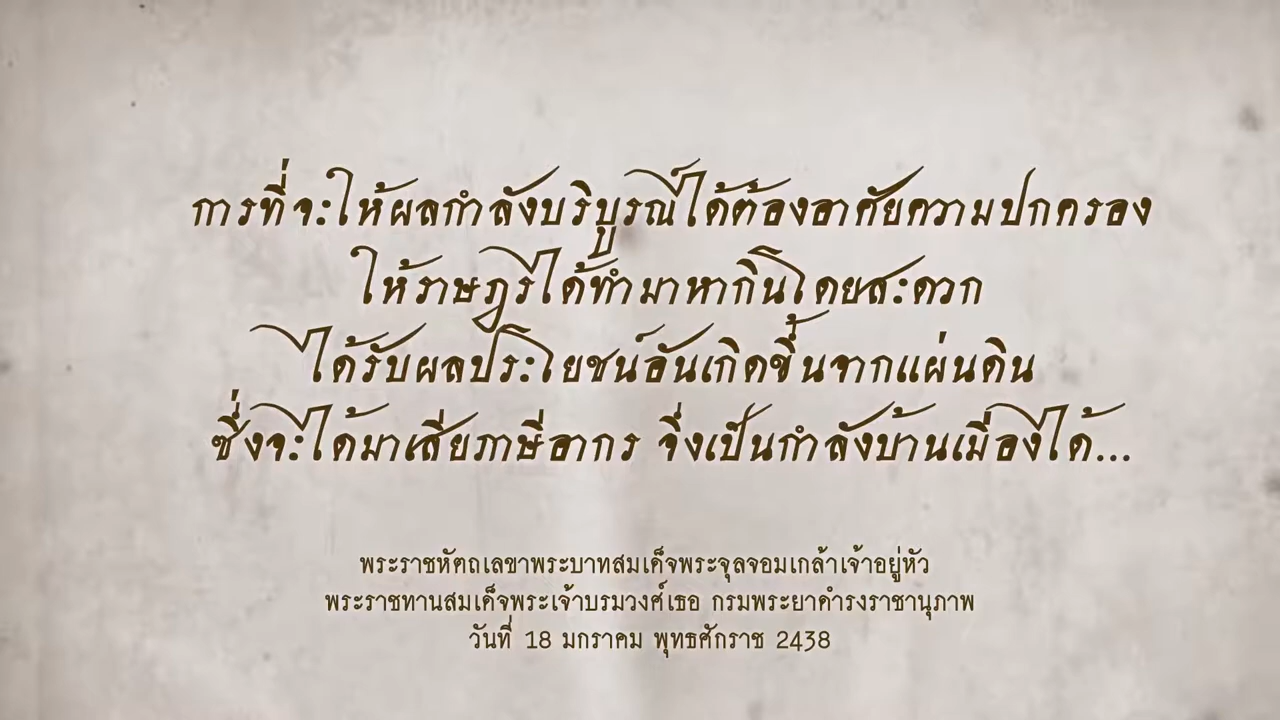 การที่จะให้ผลกำลังบริบูรณ์ได้ต้องอาศัยความปกครอง
ให้ราษฎรได้ทำมาหากินโดยสะดวก
ได้รับผลประโยชน์อันเกิดขึ้นจากแผ่นดิน
ซึ่งจะได้มาเสียภาษีอากร จึ่งเป็นกำลังบ้านเมืองได้...
พระราชหัตถเลขาพระบาทสมเด็จพระจุลจอมเกล้าเจ้าอยู่หัว
พระราชทานสมเด็จพระเจ้าบรมวงศ์เธอ กรมพระยาดำรงราชานุภาพ
วันที่ 18 มกราคม พุทธศักราช 2438